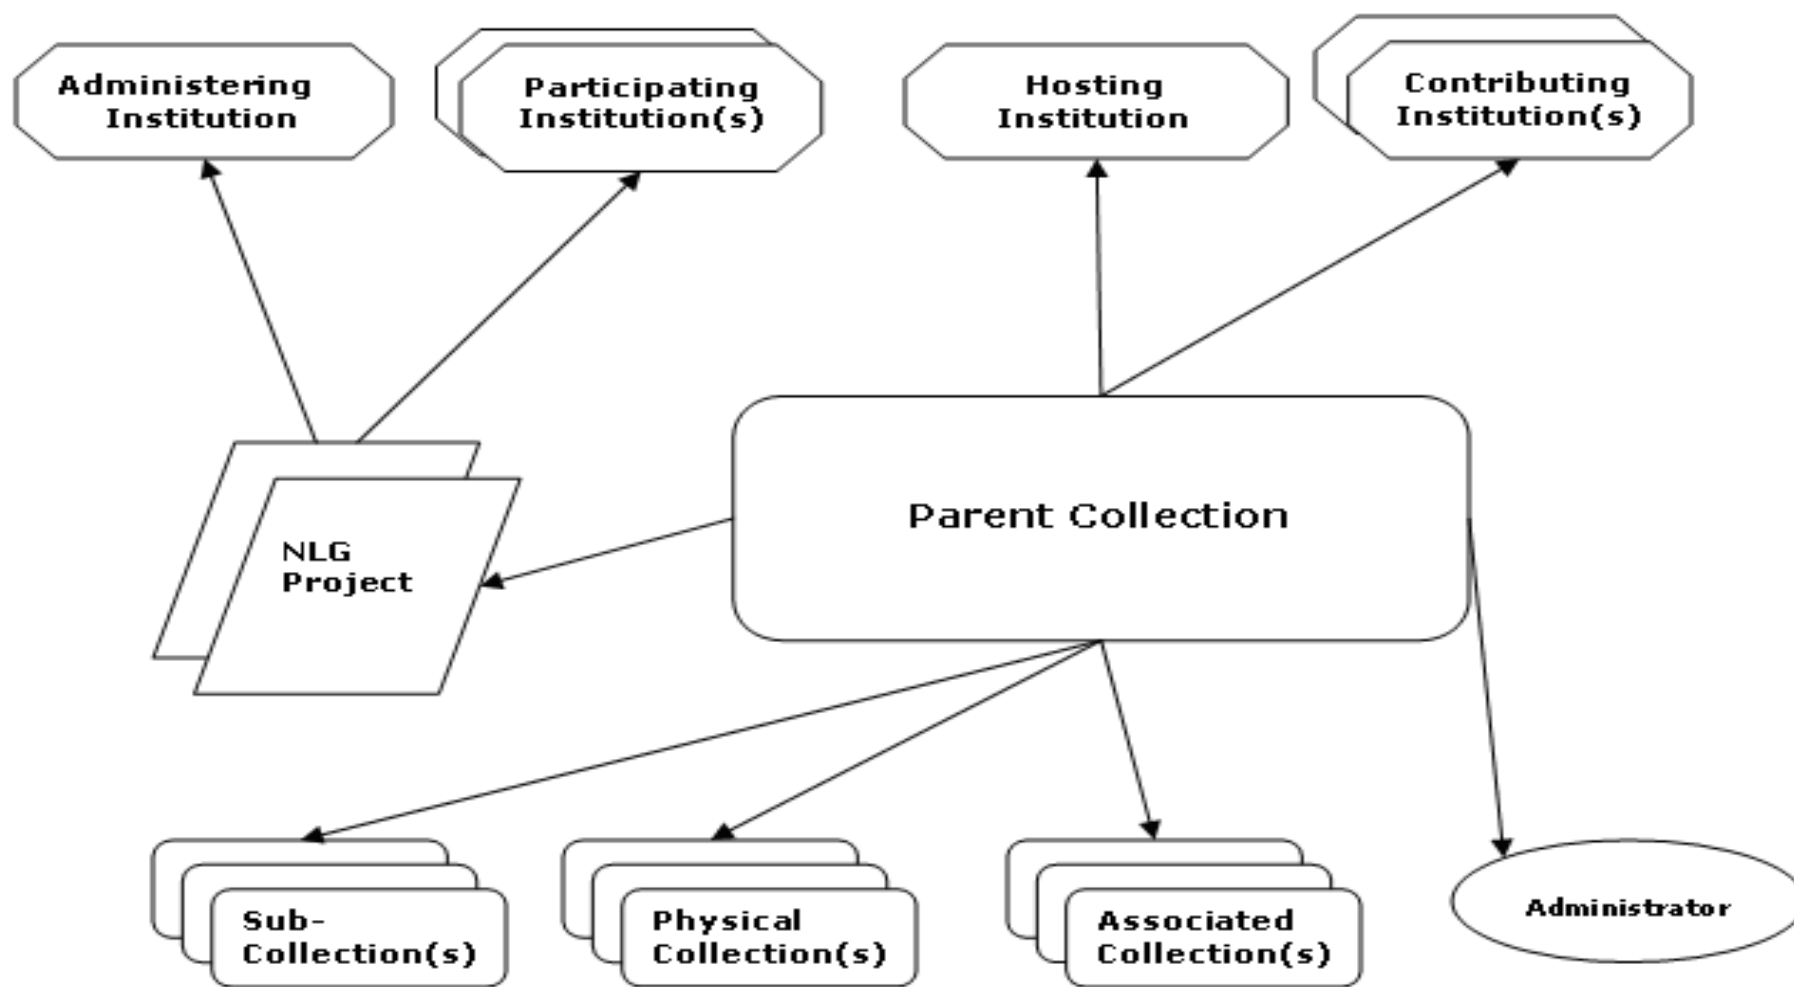 Administering
Institution
Participating
Institution(s)
Hosting
Institution
Contributing
Institution(s)
NLG
Project
Parent Collection
Sub-
Collection(s)
Physical
Collection(s)
Associated
Collection(s)
Administrator